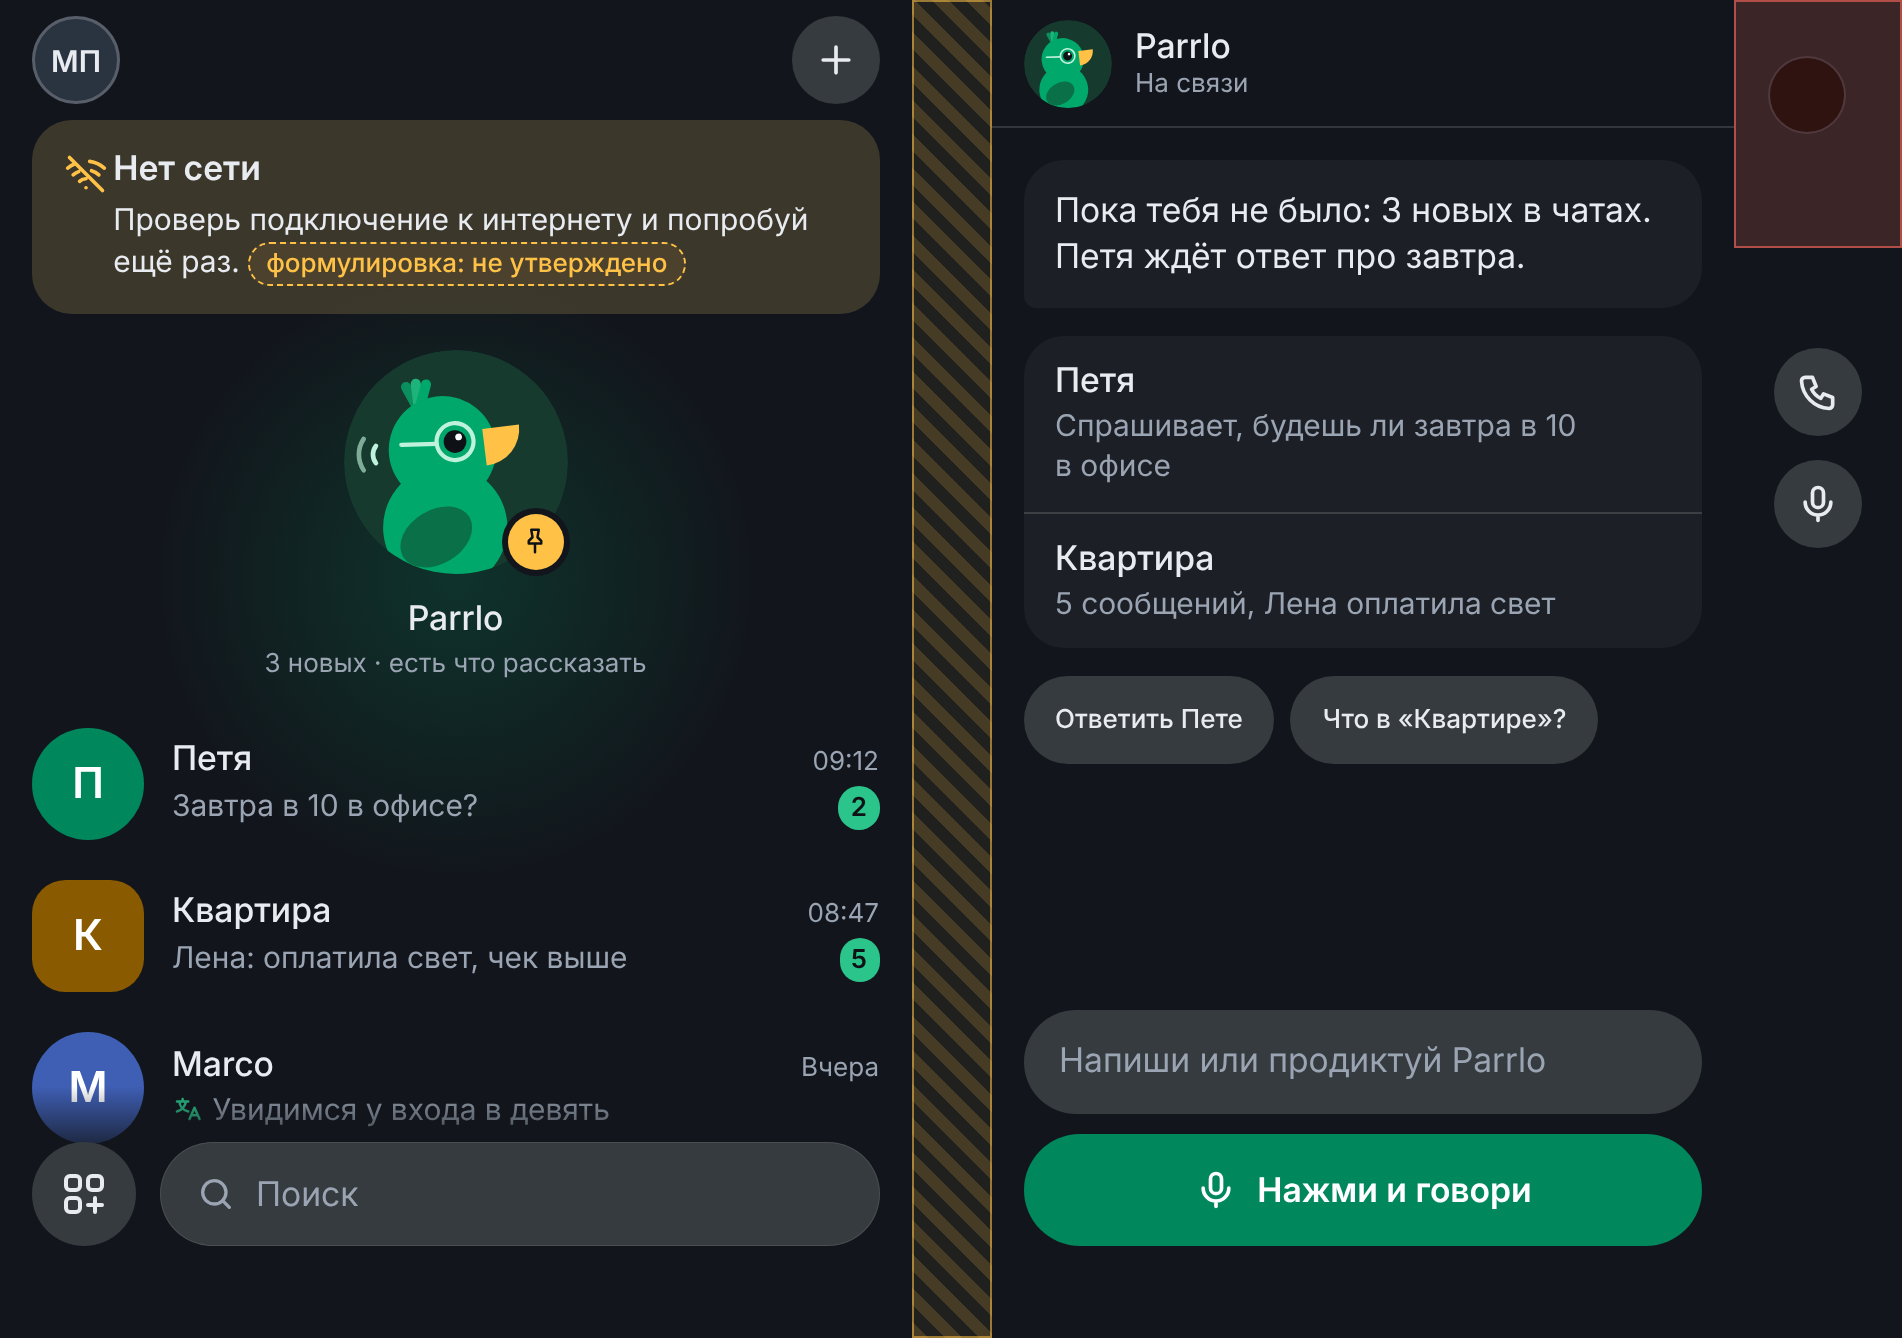 МП
Нет сети
Проверь подключение к интернету и попробуй
ещё раз. формулировка: не утверждено
Parrlo
3 новых · есть что рассказать
П
Петя
09:12
Завтра в 10 в офисе?
2
К
Квартира
08:47
Лена: оплатила свет, чек выше
5
M
Marco
Вчера
Увидимся у входа в девять
Поиск
Parrlo
На связи
Пока тебя не было: 3 новых в чатах.
Петя ждёт ответ про завтра.
Петя
Спрашивает, будешь ли завтра в 10
в офисе
Квартира
5 сообщений, Лена оплатила свет
Ответить Пете
Что в «Квартире»?
Напиши или продиктуй Parrlo
Нажми и говори